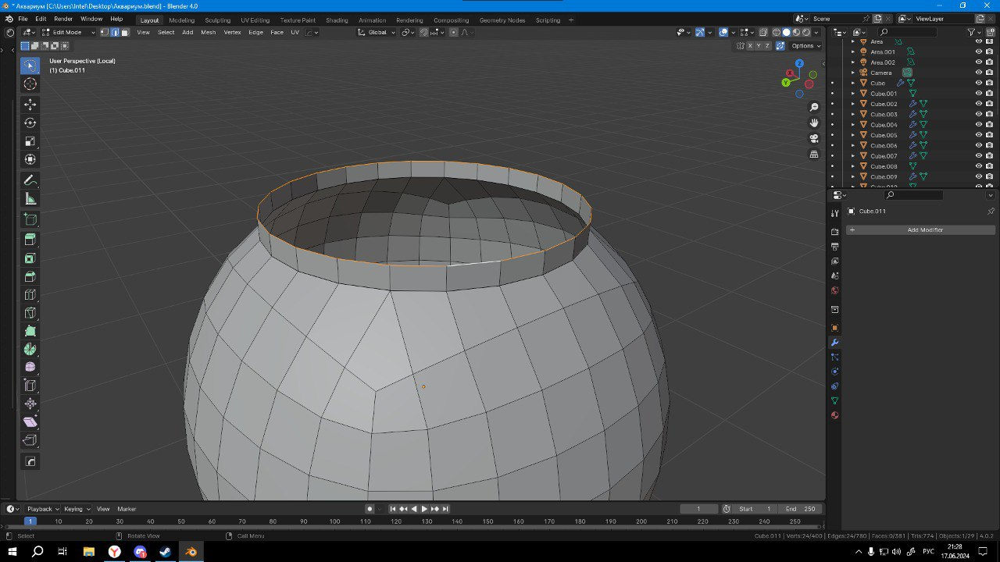 * Аквариум [C:\Users\Intel\Desktop\Аквариум.blend] - Blender 4.0
File Edit Render Window Help Layout Modeling Sculpting UV Editing Texture Paint Shading Animation Rendering Compositing Geometry Nodes Scripting + Scene ViewLayer
Edit Mode View Select Add Mesh Vertex Edge Face UV Global
X Y Z Options
User Perspective (Local)
(1) Cube.011
Z
X
Y
Area
Area.001
Area.002
Camera
Cube
Cube.001
Cube.002
Cube.003
Cube.004
Cube.005
Cube.006
Cube.007
Cube.008
Cube.009
Cube.011
+ Add Modifier
Playback Keying View Marker 1 Start 1 End 250
1 10 20 30 40 50 60 70 80 90 100 110 120 130 140 150 160 170 180 190 200 210 220 230 240 250
Select Rotate View Call Menu Cube.011 | Verts:24/400 | Edges:24/780 | Faces:0/381 | Tris:774 | Objects:1/29 | 4.0.2
РУС
21:28
17.06.2024